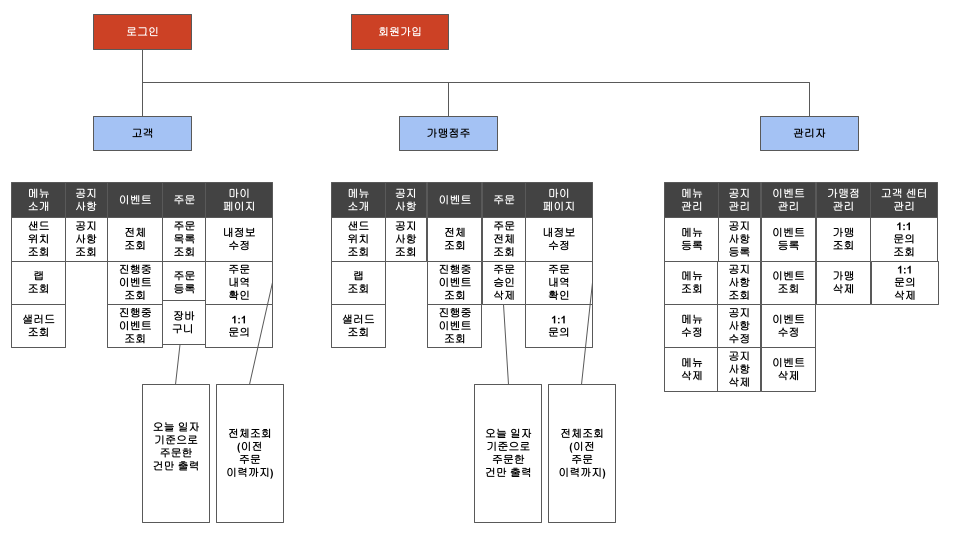 로그인
회원가입
고객
가맹점주
관리자
메뉴
소개
공지
사항
이벤트
주문
마이
페이지
샌드
위치
조회
공지
사항
조회
전체
조회
주문
목록
조회
내정보
수정
랩
조회
진행중
이벤트
조회
주문
등록
주문
내역
확인
샐러드
조회
진행중
이벤트
조회
장바
구니
1:1
문의
오늘 일자
기준으로
주문한
건만 출력
전체조회
(이전
주문
이력까지)
메뉴
소개
공지
사항
이벤트
주문
마이
페이지
샌드
위치
조회
공지
사항
조회
전체
조회
주문
전체
조회
내정보
수정
랩
조회
진행중
이벤트
조회
주문
승인
삭제
주문
내역
확인
샐러드
조회
진행중
이벤트
조회
1:1
문의
오늘 일자
기준으로
주문한
건만 출력
전체조회
(이전
주문
이력까지)
메뉴
관리
공지
관리
이벤트
관리
가맹점
관리
고객 센터
관리
메뉴
등록
공지
사항
등록
이벤트
등록
가맹
조회
1:1
문의
조회
메뉴
조회
공지
사항
조회
이벤트
조회
가맹
삭제
1:1
문의
삭제
메뉴
수정
공지
사항
수정
이벤트
수정
메뉴
삭제
공지
사항
삭제
이벤트
삭제